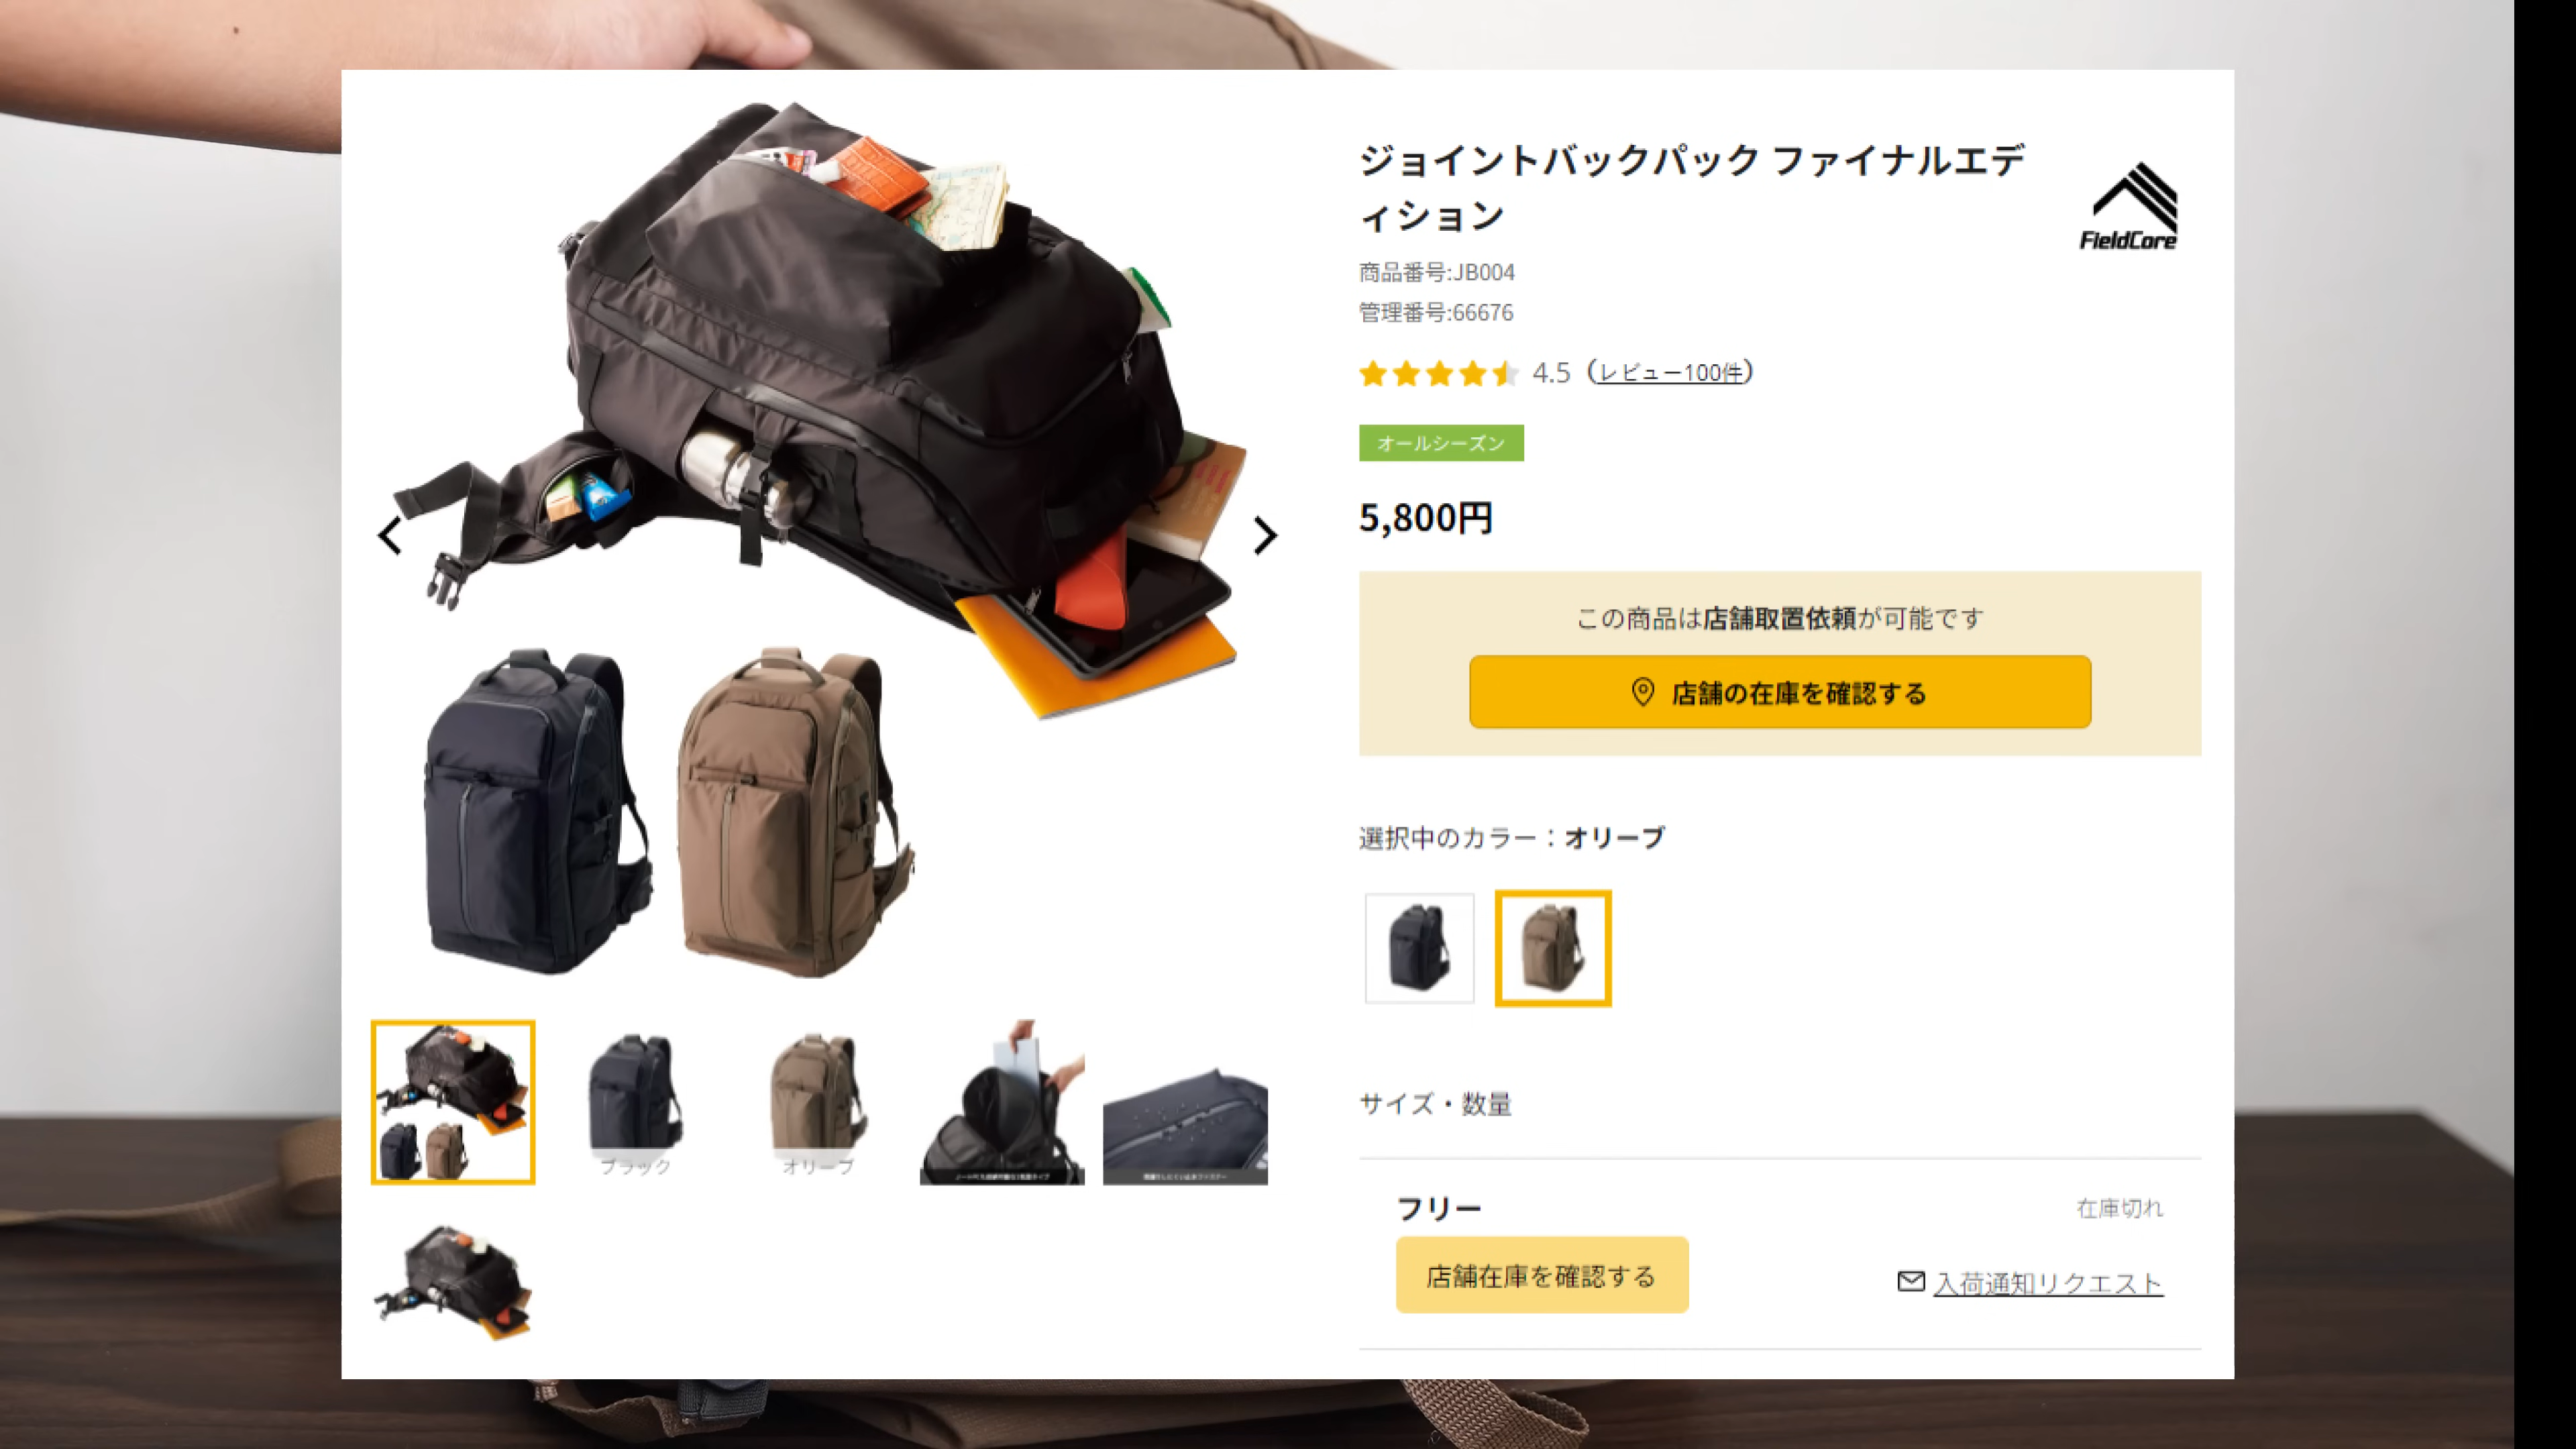 ジョイントバックパック ファイナルエデ
ィション
FieldCore
商品番号:JB004
管理番号:66676
4.5 (レビュー100件)
オールシーズン
5,800円
この商品は店舗取置依頼が可能です
店舗の在庫を確認する
選択中のカラー：オリーブ
ブラック
オリーブ
サイズ・数量
フリー
在庫切れ
店舗在庫を確認する
入荷通知リクエスト